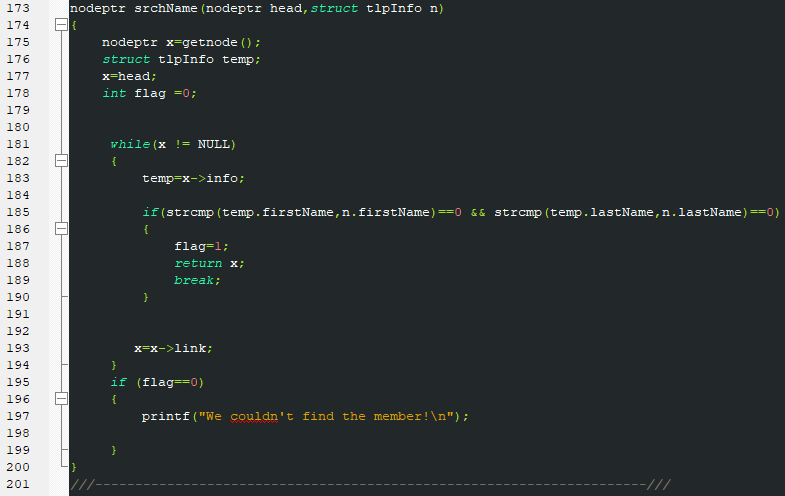 173 nodeptr srchName(nodeptr head,struct tlpInfo n)
174 {
175 nodeptr x=getnode();
176 struct tlpInfo temp;
177 x=head;
178 int flag =0;
179
180
181 while(x != NULL)
182 {
183 temp=x->info;
184
185 if(strcmp(temp.firstName,n.firstName)==0 && strcmp(temp.lastName,n.lastName)==0)
186 {
187 flag=1;
188 return x;
189 break;
190 }
191
192
193 x=x->link;
194 }
195 if (flag==0)
196 {
197 printf("We couldn't find the member!\n");
198
199 }
200 }
201 ///---------------------------------------------------------------------///